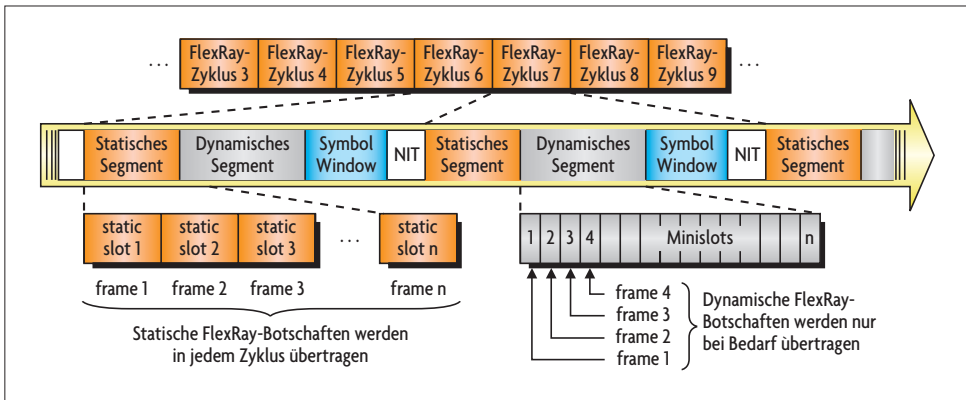 ... FlexRay-Zyklus 3 FlexRay-Zyklus 4 FlexRay-Zyklus 5 FlexRay-Zyklus 6 FlexRay-Zyklus 7 FlexRay-Zyklus 8 FlexRay-Zyklus 9 ...
Statisches Segment Dynamisches Segment Symbol Window NIT Statisches Segment Dynamisches Segment Symbol Window NIT Statisches Segment
static slot 1 static slot 2 static slot 3 ... static slot n
frame 1 frame 2 frame 3 frame n
Statische FlexRay-Botschaften werden
in jedem Zyklus übertragen
1 2 3 4 Minislots n
frame 4
frame 3
frame 2
frame 1
Dynamische FlexRay-
Botschaften werden nur
bei Bedarf übertragen